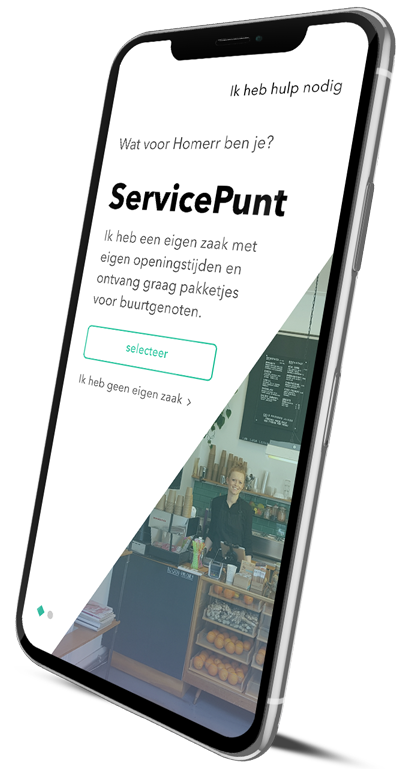 Ik heb hulp nodig
Wat voor Homerr ben je?
ServicePunt
Ik heb een eigen zaak met
eigen openingstijden en
ontvang graag pakketjes
voor buurtgenoten.
selecteer
Ik heb geen eigen zaak >